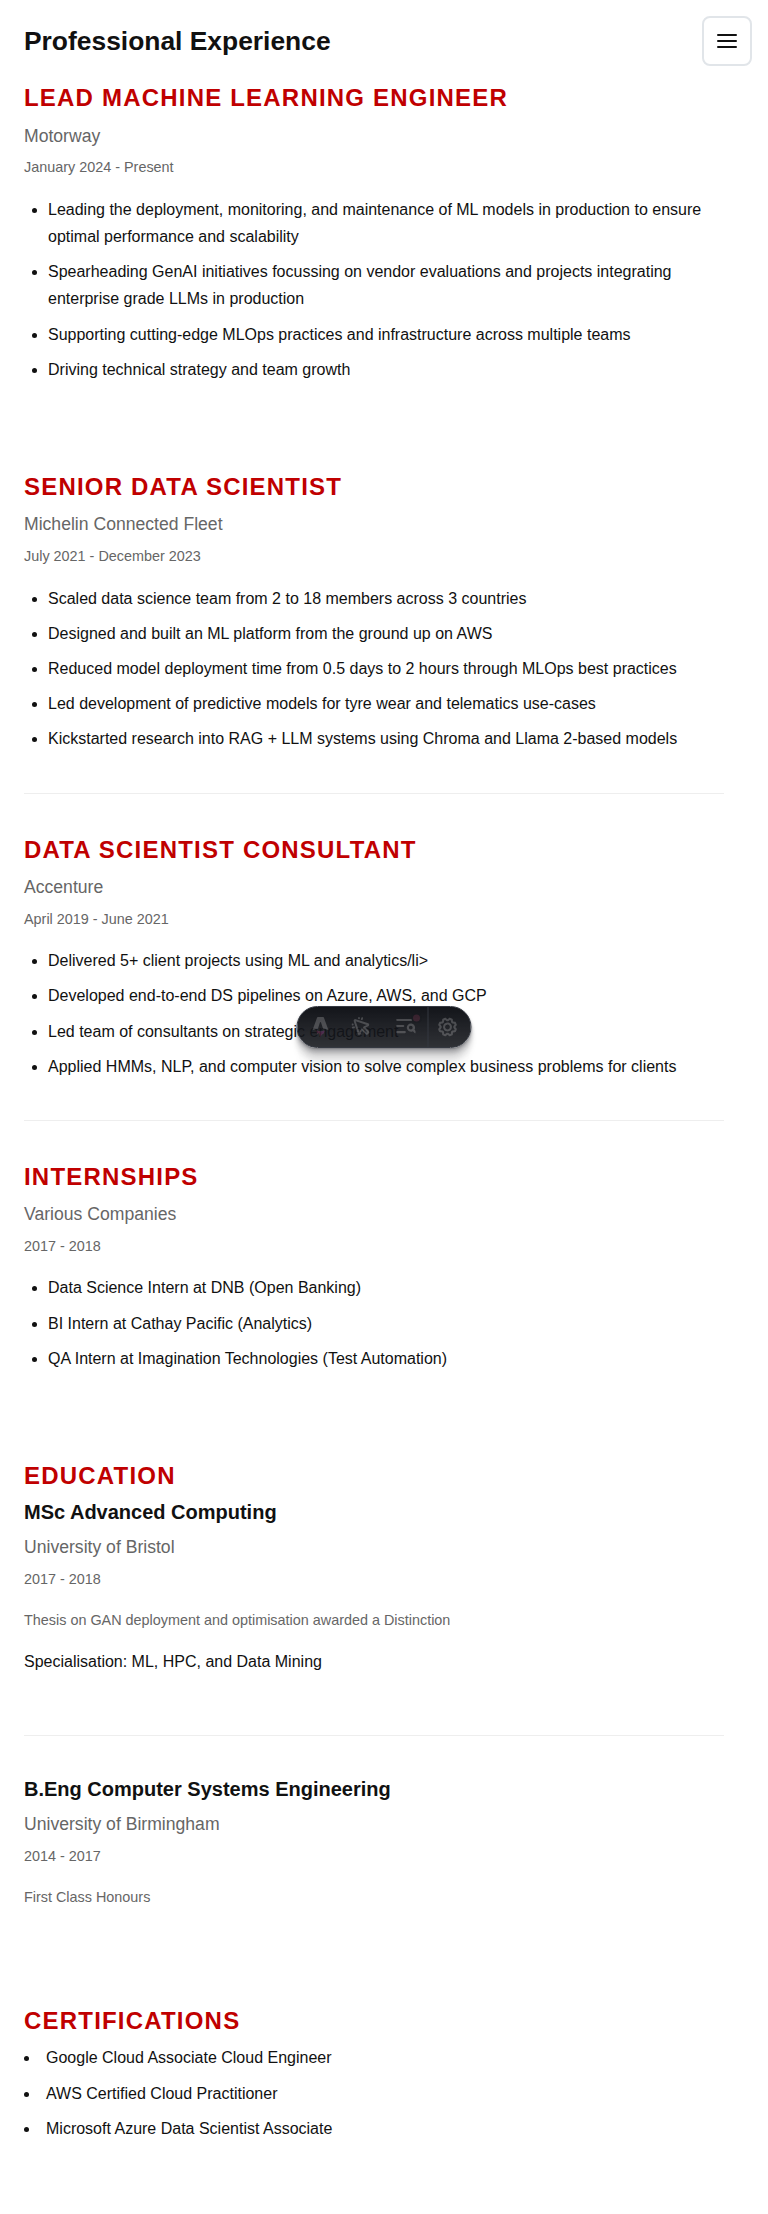 Professional Experience
LEAD MACHINE LEARNING ENGINEER
Motorway
January 2024 - Present
Leading the deployment, monitoring, and maintenance of ML models in production to ensure
optimal performance and scalability
Spearheading GenAI initiatives focussing on vendor evaluations and projects integrating
enterprise grade LLMs in production
Supporting cutting-edge MLOps practices and infrastructure across multiple teams
Driving technical strategy and team growth
SENIOR DATA SCIENTIST
Michelin Connected Fleet
July 2021 - December 2023
Scaled data science team from 2 to 18 members across 3 countries
Designed and built an ML platform from the ground up on AWS
Reduced model deployment time from 0.5 days to 2 hours through MLOps best practices
Led development of predictive models for tyre wear and telematics use-cases
Kickstarted research into RAG + LLM systems using Chroma and Llama 2-based models
DATA SCIENTIST CONSULTANT
Accenture
April 2019 - June 2021
Delivered 5+ client projects using ML and analytics/li>
Developed end-to-end DS pipelines on Azure, AWS, and GCP
Led team of consultants on strategic engagement
Applied HMMs, NLP, and computer vision to solve complex business problems for clients
INTERNSHIPS
Various Companies
2017 - 2018
Data Science Intern at DNB (Open Banking)
BI Intern at Cathay Pacific (Analytics)
QA Intern at Imagination Technologies (Test Automation)
EDUCATION
MSc Advanced Computing
University of Bristol
2017 - 2018
Thesis on GAN deployment and optimisation awarded a Distinction
Specialisation: ML, HPC, and Data Mining
B.Eng Computer Systems Engineering
University of Birmingham
2014 - 2017
First Class Honours
CERTIFICATIONS
Google Cloud Associate Cloud Engineer
AWS Certified Cloud Practitioner
Microsoft Azure Data Scientist Associate